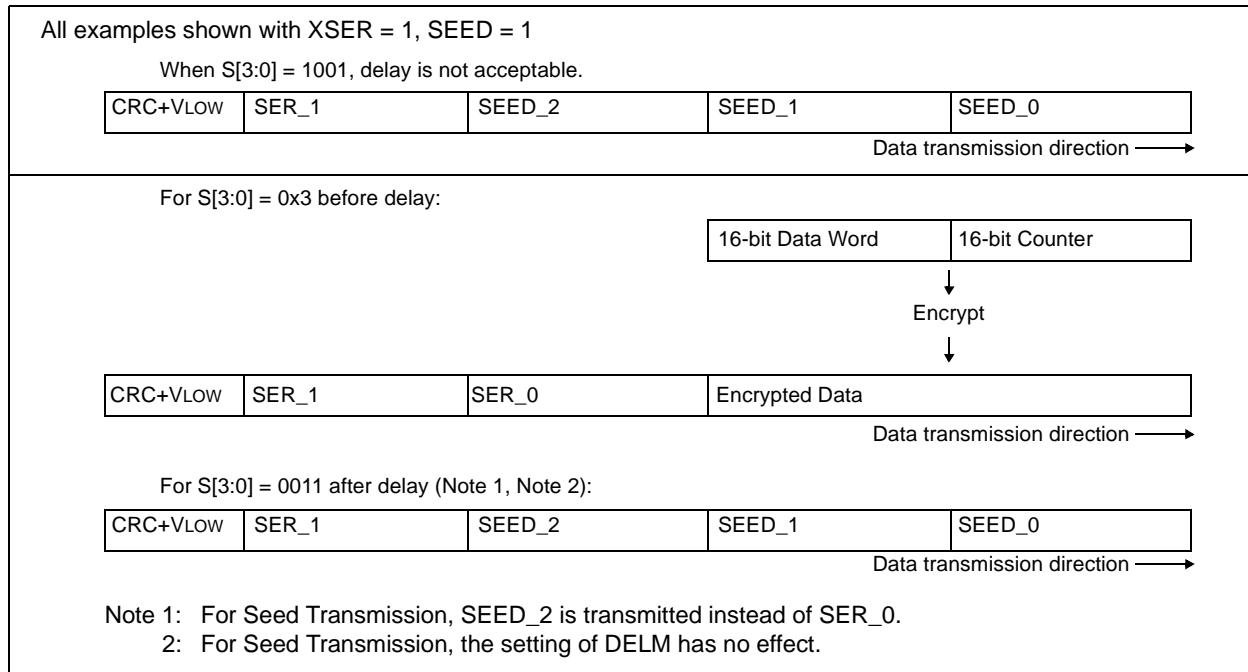 All examples shown with XSER = 1, SEED = 1
When S[3:0] = 1001, delay is not acceptable.
CRC+VLOW SER_1 SEED_2 SEED_1 SEED_0
Data transmission direction
For S[3:0] = 0x3 before delay:
16-bit Data Word 16-bit Counter
Encrypt
CRC+VLOW SER_1 SER_0 Encrypted Data
Data transmission direction
For S[3:0] = 0011 after delay (Note 1, Note 2):
CRC+VLOW SER_1 SEED_2 SEED_1 SEED_0
Data transmission direction
Note 1: For Seed Transmission, SEED_2 is transmitted instead of SER_0.
2: For Seed Transmission, the setting of DELM has no effect.